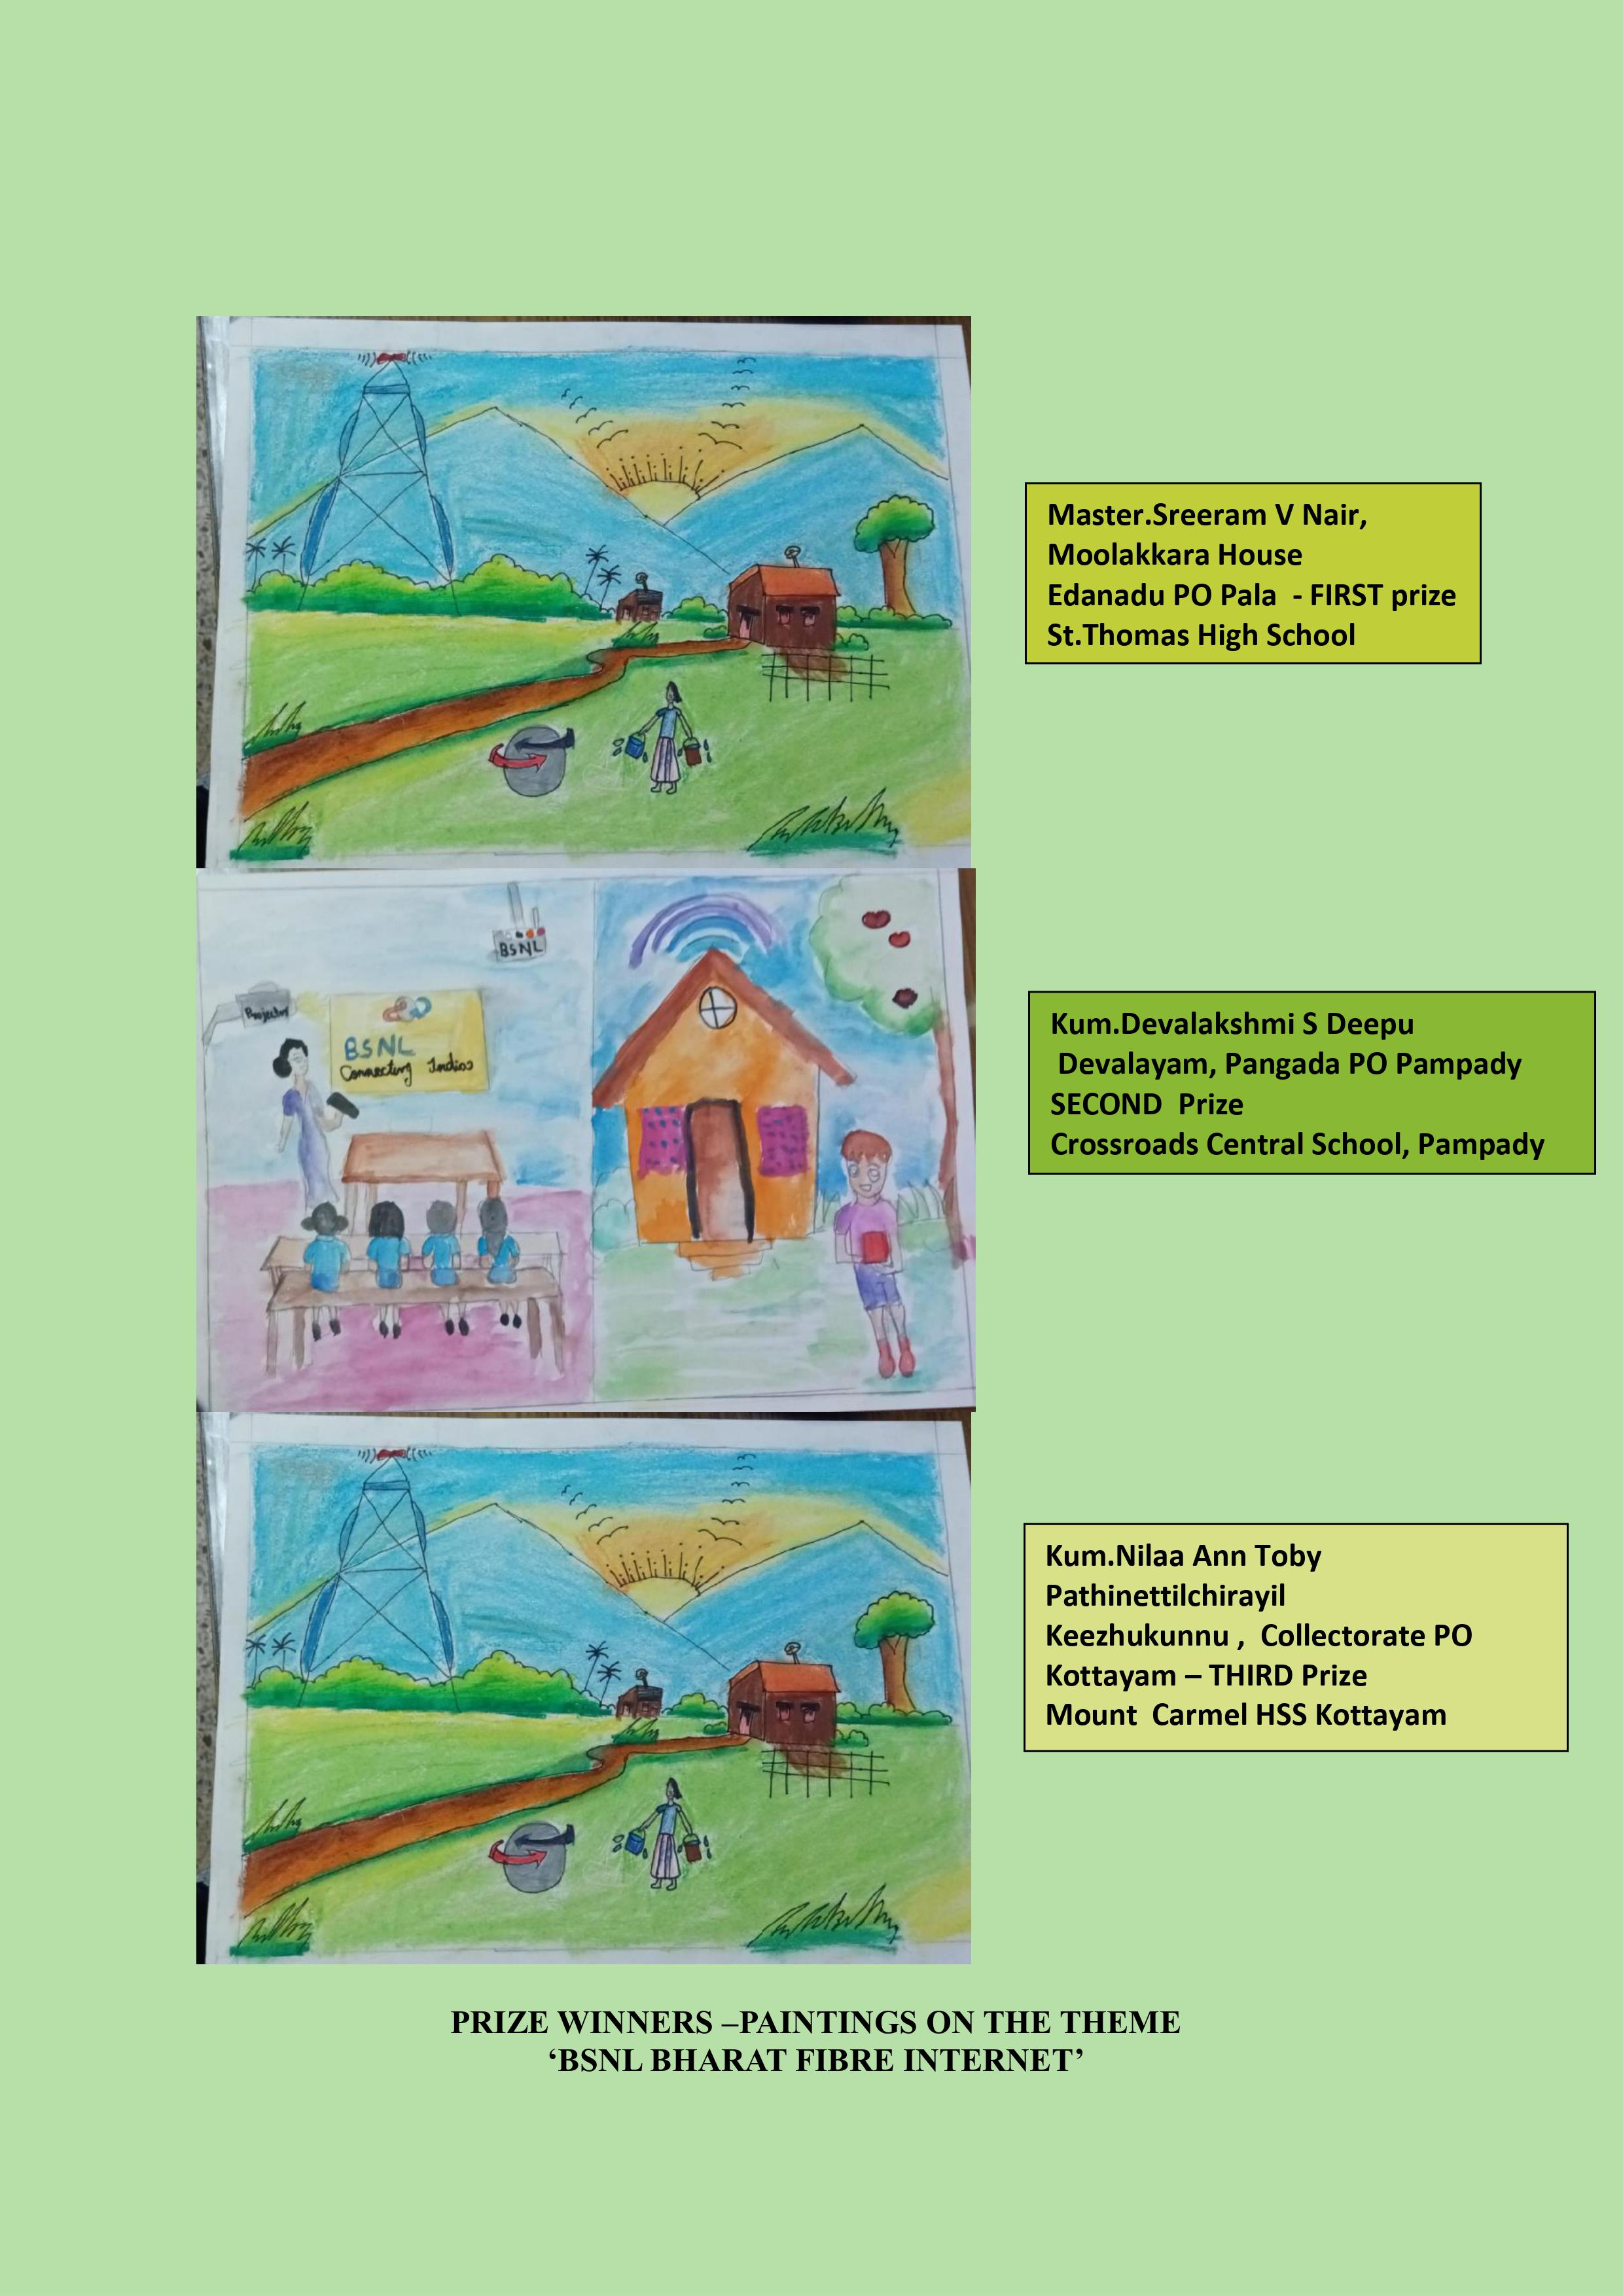 Master.Sreeram V Nair,
Moolakkara House
Edanadu PO Pala - FIRST prize
St.Thomas High School
BSNL
Projector
BSNL
Connecting India
Kum.Devalakshmi S Deepu
Devalayam, Pangada PO Pampady
SECOND Prize
Crossroads Central School, Pampady
Kum.Nilaa Ann Toby
Pathinettilchirayil
Keezhukunnu , Collectorate PO
Kottayam – THIRD Prize
Mount Carmel HSS Kottayam
PRIZE WINNERS –PAINTINGS ON THE THEME
‘BSNL BHARAT FIBRE INTERNET’